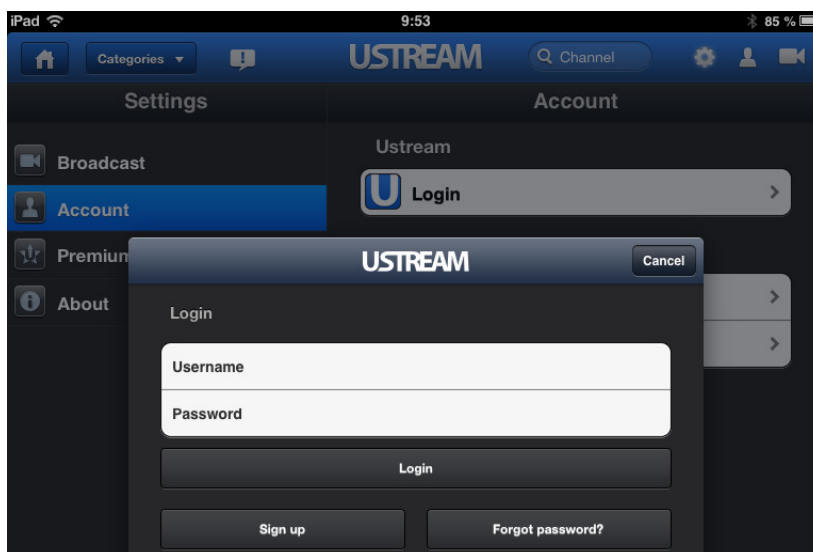 iPad 9:53 85 %
Categories USTREAM Channel
Settings Account
Ustream
Broadcast
Login
Account
Premium
About
USTREAM Cancel
Login
Username
Password
Login
Sign up Forgot password?